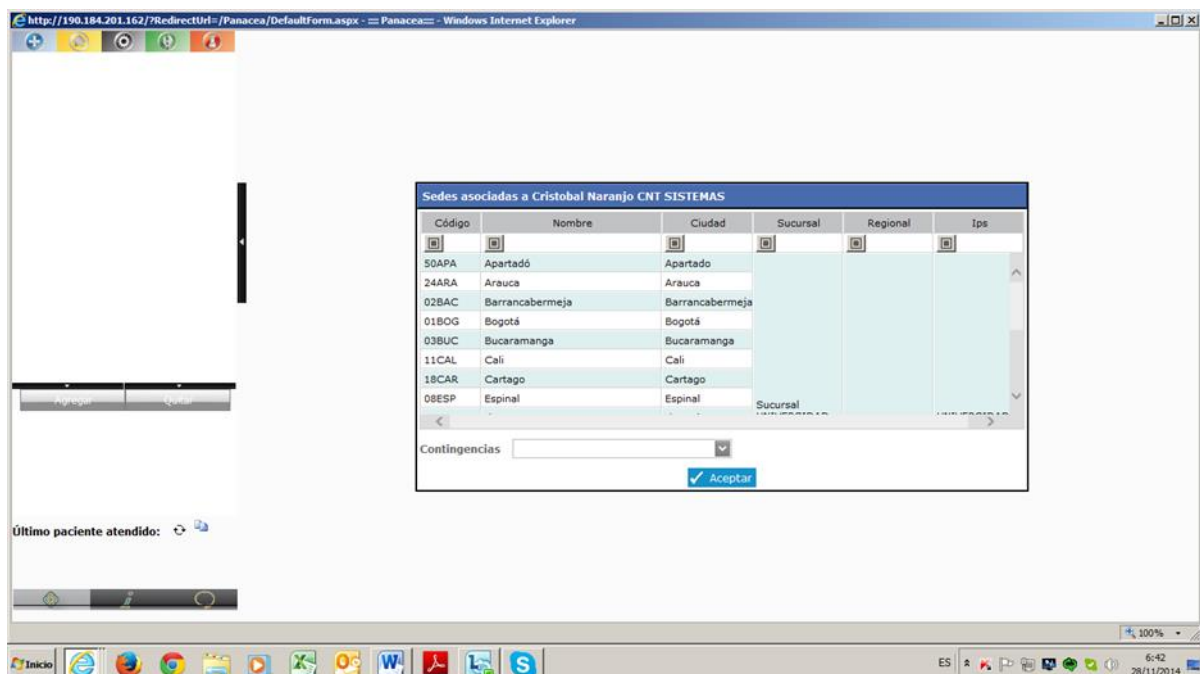 http://190.184.201.162/?RedirectUrl=/Panacea/DefaultForm.aspx - ::: Panacea::: - Windows Internet Explorer
Sedes asociadas a Cristobal Naranjo CNT SISTEMAS
Código Nombre Ciudad Sucursal Regional Ips
50APA Apartadó Apartado
24ARA Arauca Arauca
02BAC Barrancabermeja Barrancabermeja
01BOG Bogotá Bogotá
03BUC Bucaramanga Bucaramanga
11CAL Cali Cali
18CAR Cartago Cartago
08ESP Espinal Espinal Sucursal
Agregar Quitar
Contingencias
Aceptar
Último paciente atendido:
100%
Inicio ES 6:42
28/11/2014